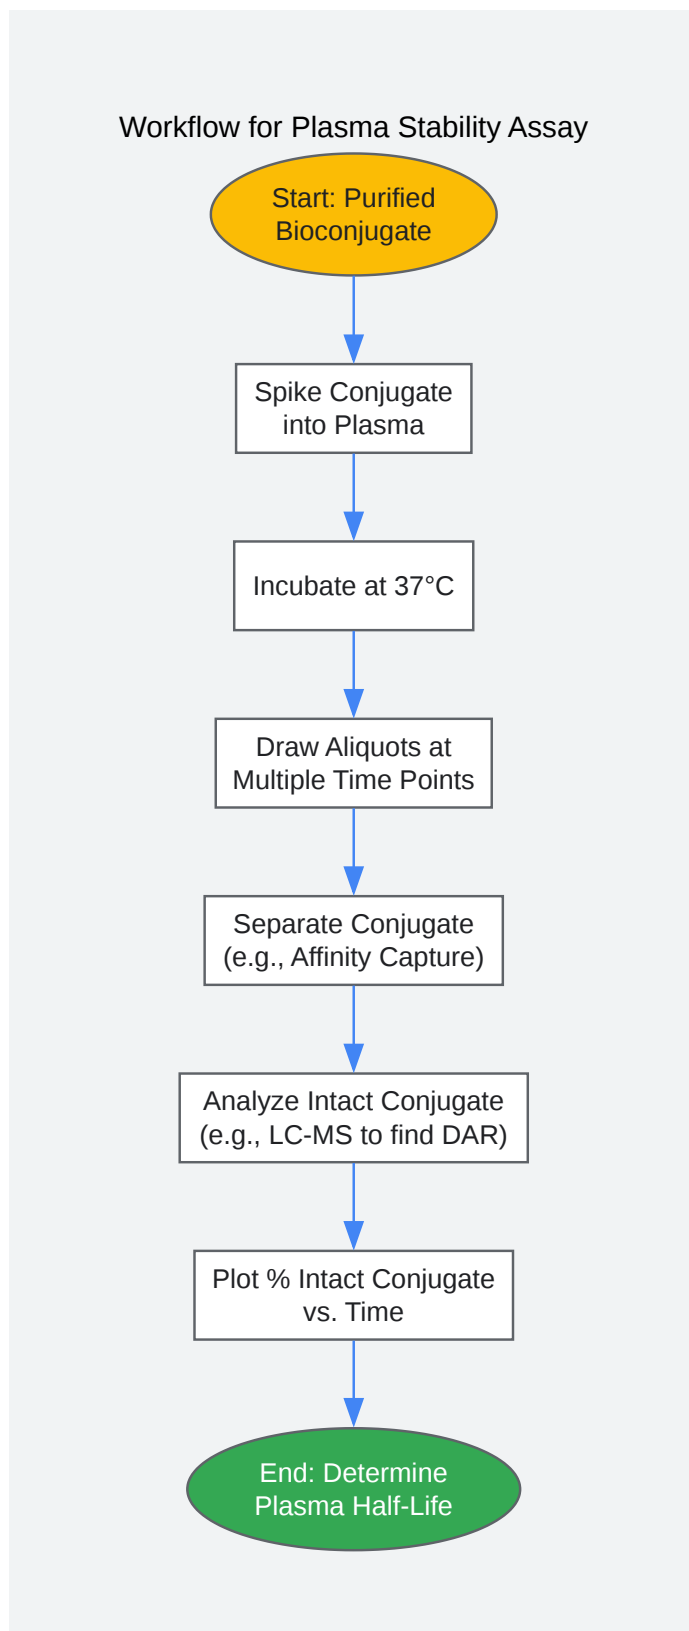 Workflow for Plasma Stability Assay
Start: Purified
Bioconjugate
Spike Conjugate
into Plasma
Incubate at 37°C
Draw Aliquots at
Multiple Time Points
Separate Conjugate
(e.g., Affinity Capture)
Analyze Intact Conjugate
(e.g., LC-MS to find DAR)
Plot % Intact Conjugate
vs. Time
End: Determine
Plasma Half-Life